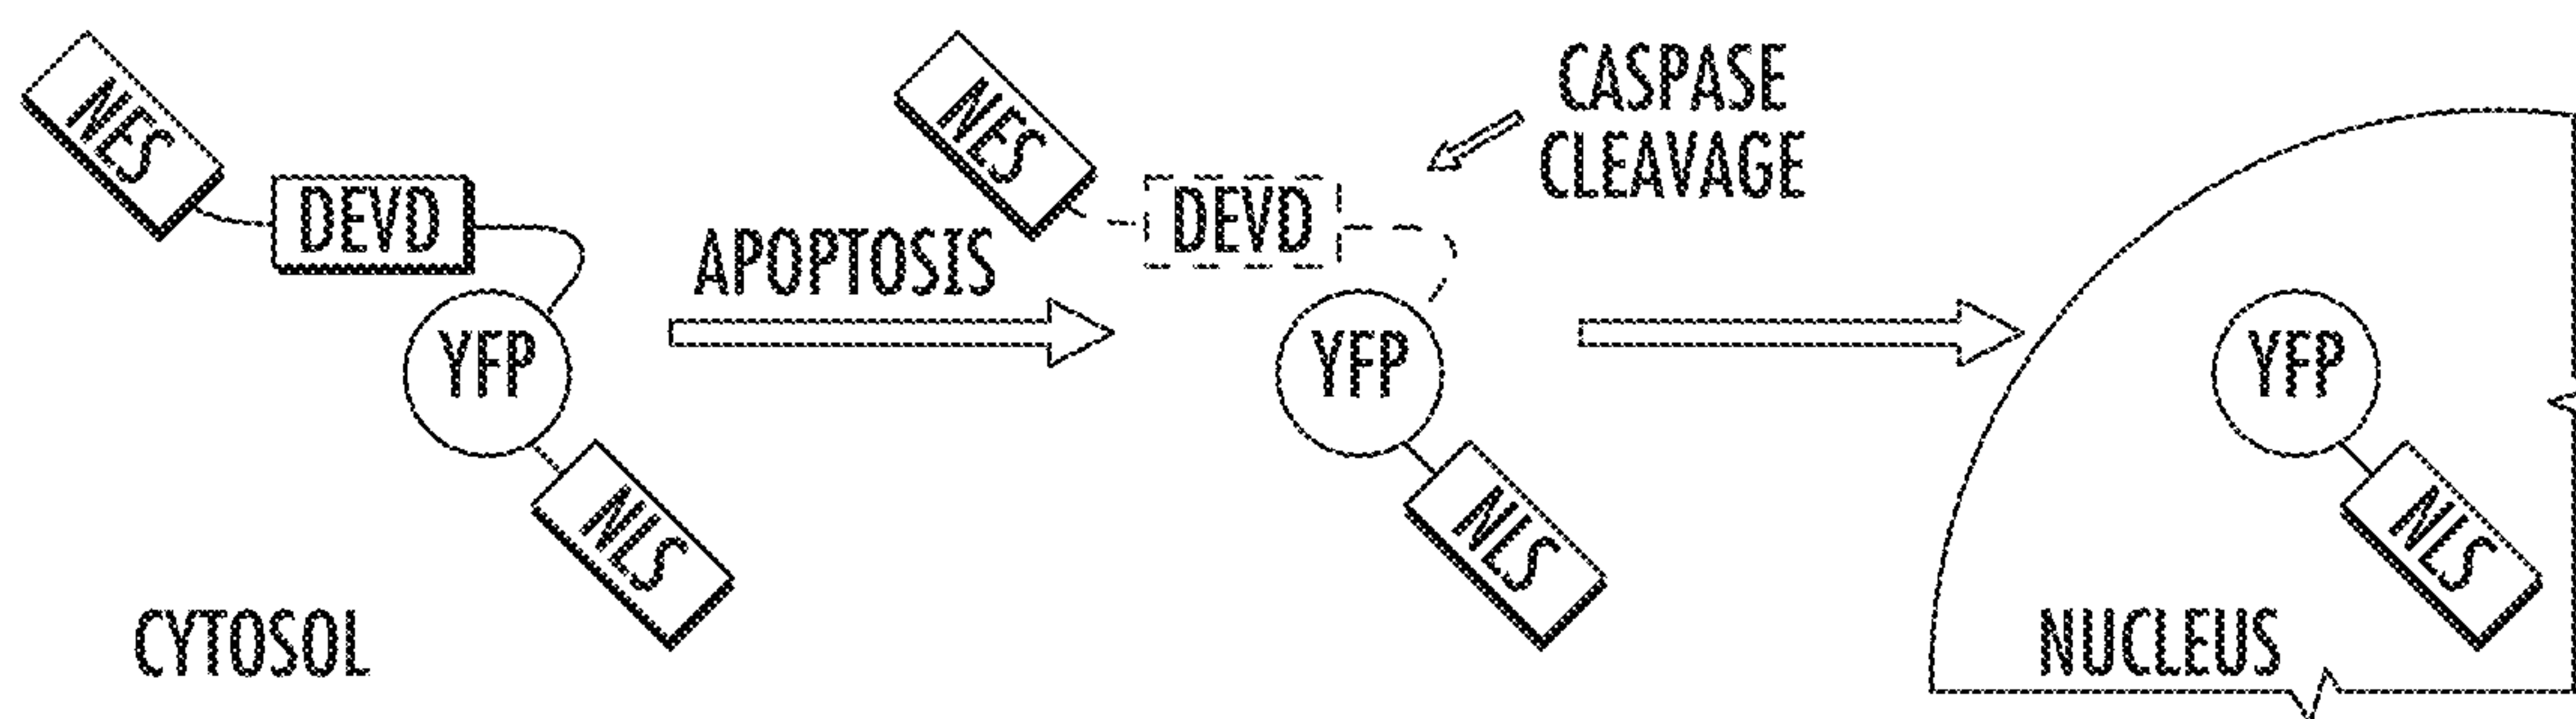 NES
DEVD
YFP
NLS
CYTOSOL
APOPTOSIS
NES
DEVD
YFP
NLS
CASPASE
CLEAVAGE
YFP
NLS
NUCLEUS